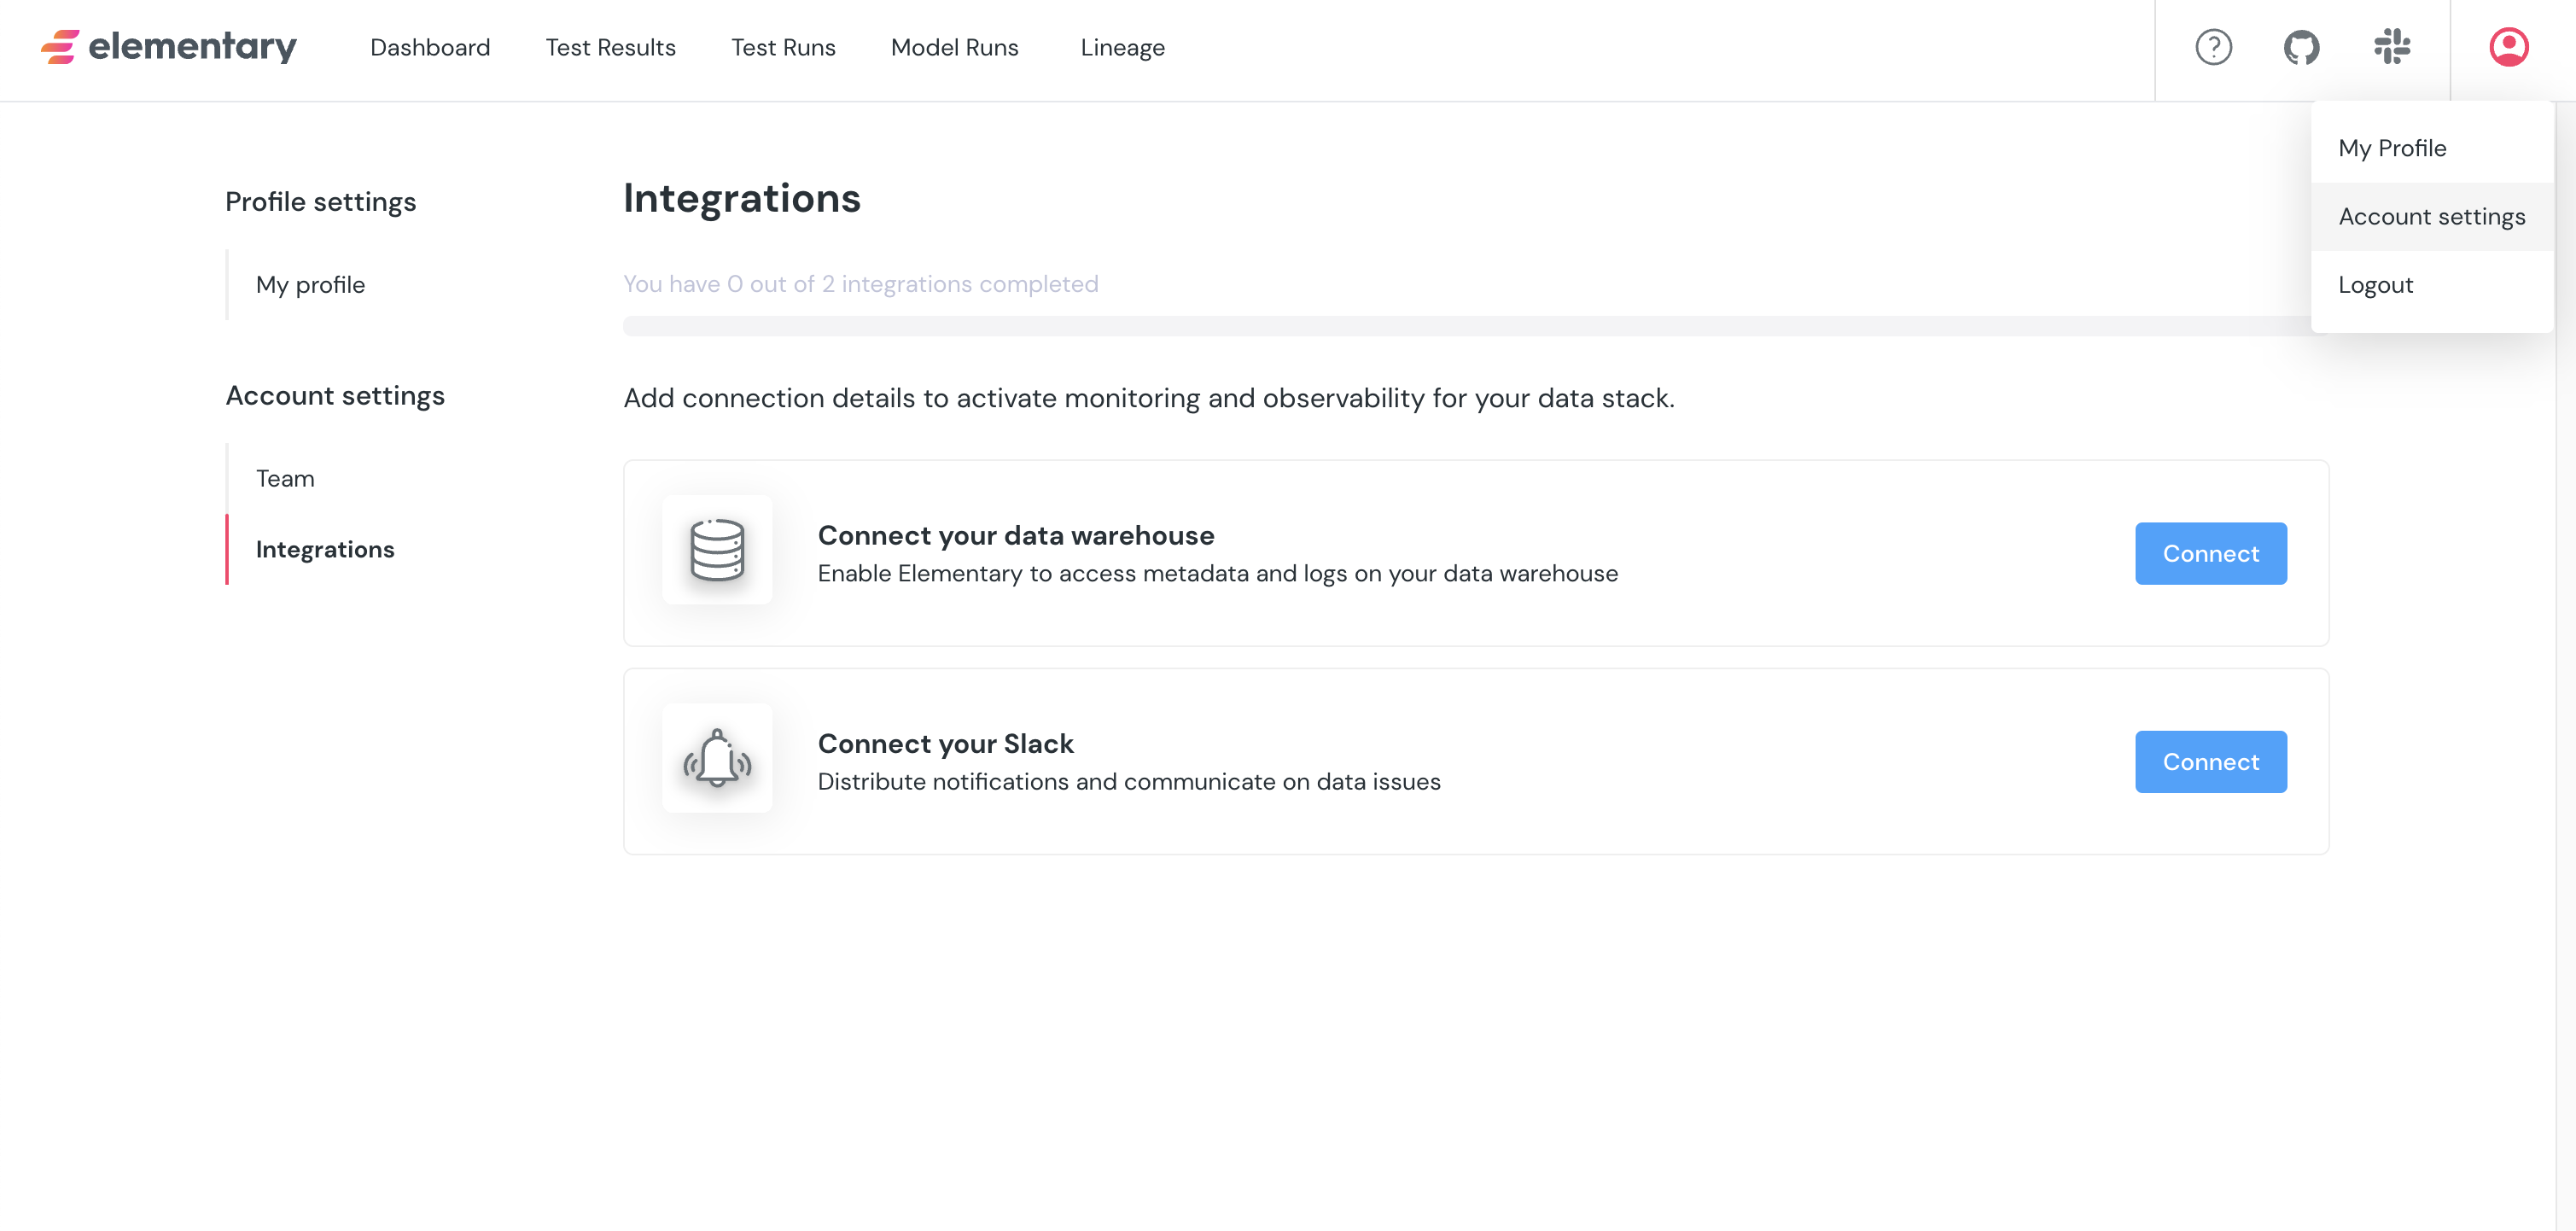 elementary
Dashboard
Test Results
Test Runs
Model Runs
Lineage
?
My Profile
Account settings
Logout
Profile settings
My profile
Account settings
Team
Integrations
Integrations
You have 0 out of 2 integrations completed
Add connection details to activate monitoring and observability for your data stack.
Connect your data warehouse
Enable Elementary to access metadata and logs on your data warehouse
Connect
Connect your Slack
Distribute notifications and communicate on data issues
Connect